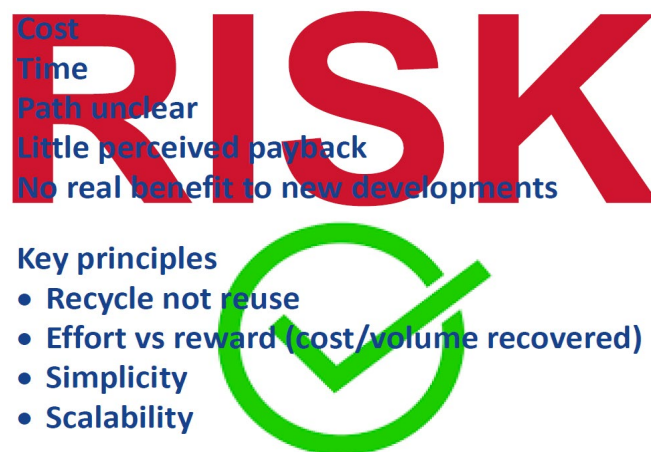 RISK
Cost
Time
Path unclear
Little perceived payback
No real benefit to new developments
Key principles
• Recycle not reuse
• Effort vs reward (cost/volume recovered)
• Simplicity
• Scalability